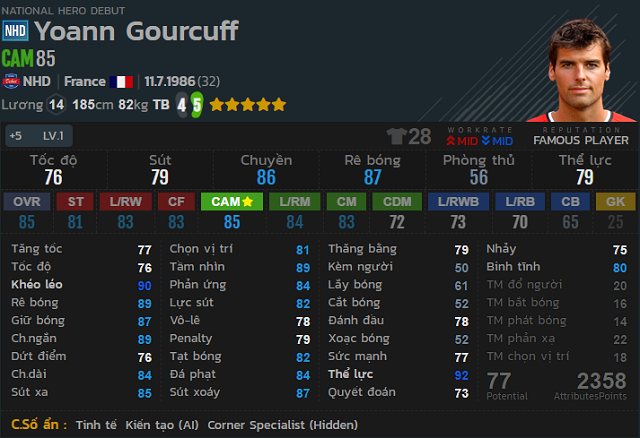 NATIONAL HERO DEBUT
NHD Yoann Gourcuff
CAM 85
NHD France 11.7.1986 (32)
Lương 14 185cm 82kg TB 4 5
+5 LV.1
28 WORKRATE MID MID REPUTATION FAMOUS PLAYER
Tốc độ Sút Chuyền Rê bóng Phòng thủ Thể lực
76 79 86 87 56 79
OVR ST L/RW CF CAM L/RM CM CDM L/RWB L/RB CB GK
85 81 83 83 85 84 83 72 73 70 65 25
Tăng tốc 77 Chọn vị trí 81 Thăng bằng 79 Nhảy 75
Tốc độ 76 Tầm nhìn 89 Kèm người 50 Bình tĩnh 80
Khéo léo 90 Phản ứng 84 Lấy bóng 61 TM đổ người 20
Rê bóng 89 Lực sút 82 Cắt bóng 52 TM bắt bóng 16
Giữ bóng 87 Vô-lê 78 Đánh đầu 78 TM phát bóng 14
Ch.ngắn 89 Penalty 79 Xoạc bóng 52 TM phản xạ 22
Dứt điểm 76 Tạt bóng 82 Sức mạnh 77 TM chọn vị trí 18
Ch.dài 84 Đá phạt 84 Thể lực 92 77 2358
Sút xa 85 Sút xoáy 87 Quyết đoán 73 Potential AttributesPoints
C.Số ẩn : Tinh tế Kiến tạo (AI) Corner Specialist (Hidden)